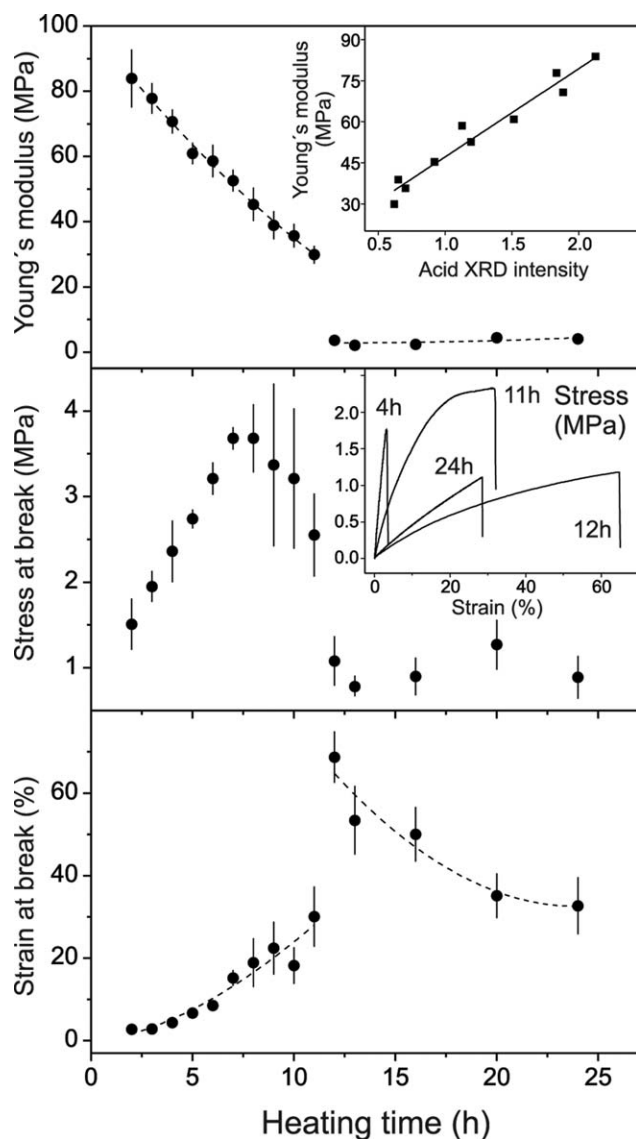 100
80
60
40
20
0
Young´s modulus (MPa)
90
75
60
45
30
Young´s modulus
(MPa)
0.5 1.0 1.5 2.0
Acid XRD intensity
4
3
2
1
Stress at break (MPa)
2.0
1.5
1.0
0.5
0.0
4h
11h
Stress
(MPa)
24h
12h
0 20 40 60
Strain (%)
60
40
20
0
Strain at break (%)
0 5 10 15 20 25
Heating time (h)